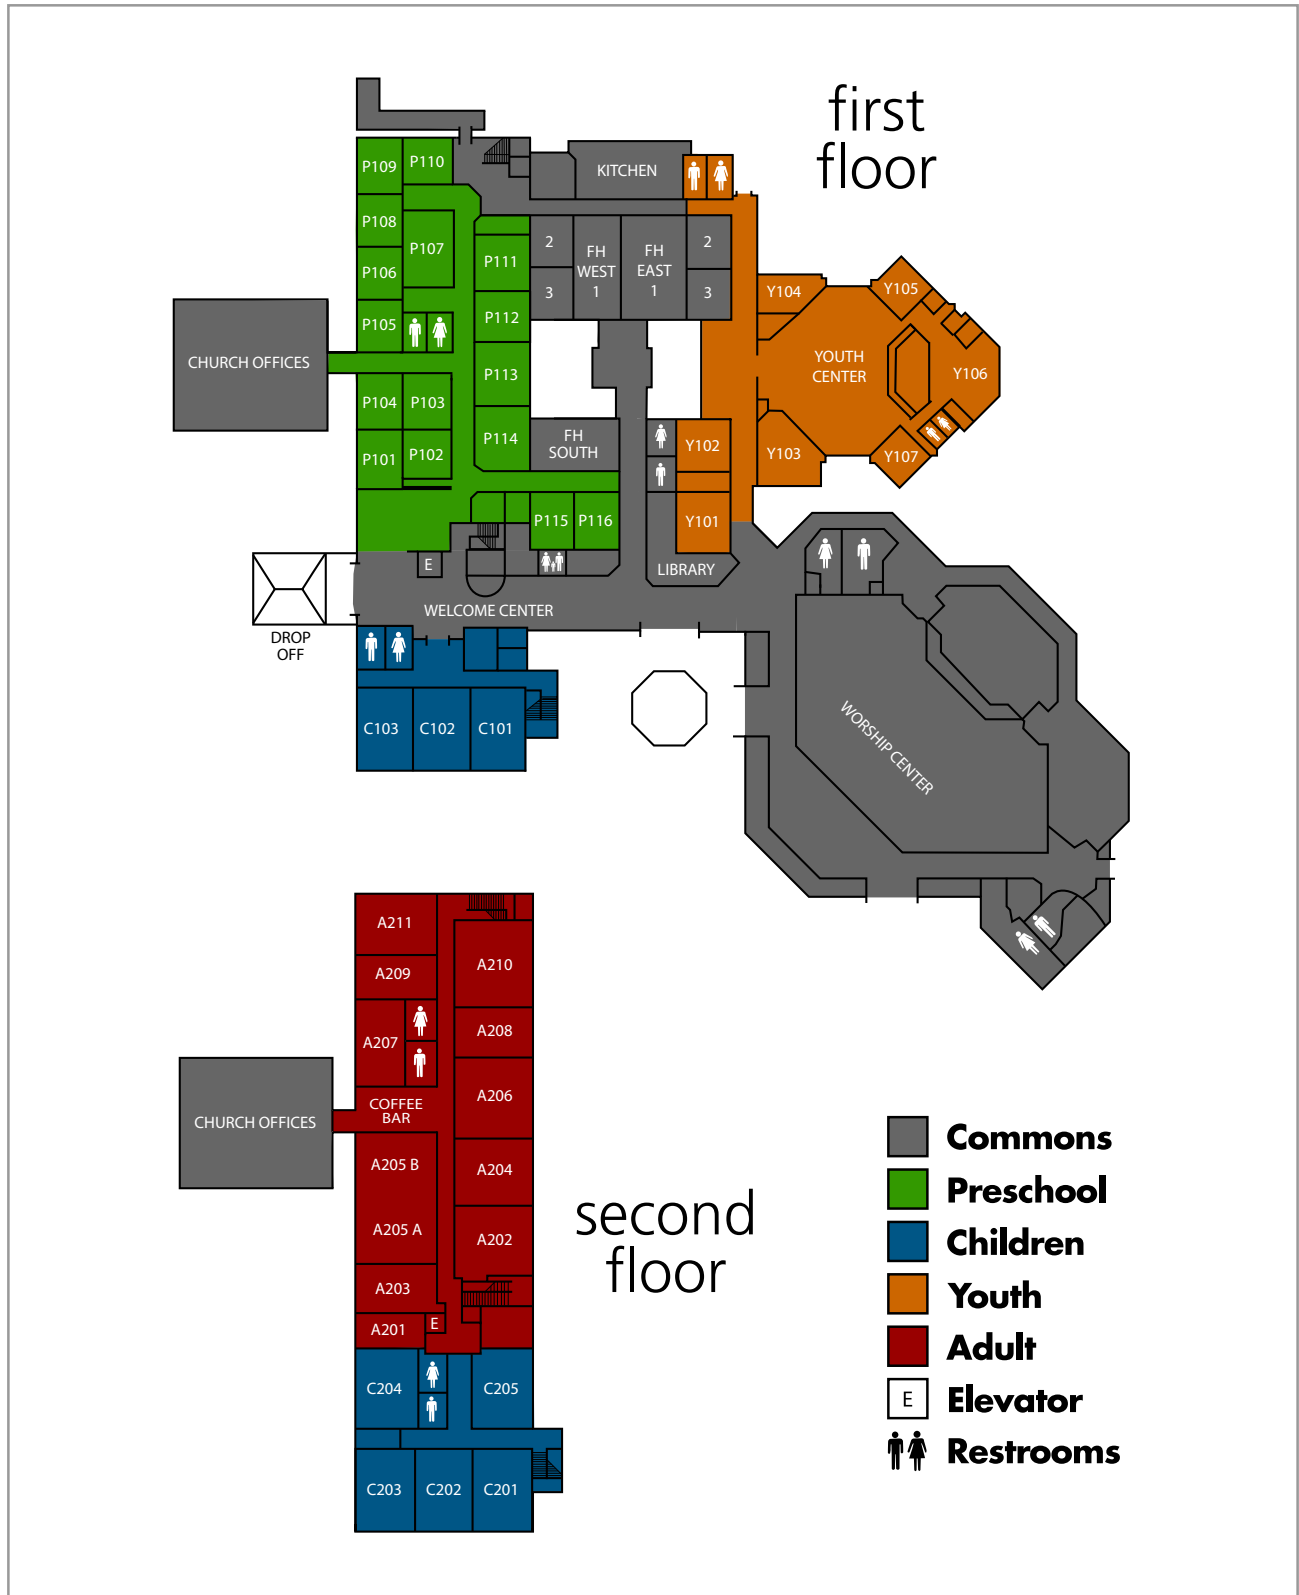 first
floor
P109
P110
KITCHEN
P108
P107
2
FH
WEST
1
FH
EAST
1
2
P106
P111
3
3
Y104
Y105
P105
P112
CHURCH OFFICES
YOUTH
CENTER
Y106
P113
P104
P103
P114
FH
SOUTH
Y102
Y103
Y107
P101
P102
P115
P116
Y101
E
LIBRARY
WELCOME CENTER
DROP
OFF
C103
C102
C101
WORSHIP CENTER
A211
A209
A210
A207
A208
A206
COFFEE
BAR
CHURCH OFFICES
A205 B
A204
A205 A
A202
A203
A201
E
second
floor
C204
C205
C203
C202
C201
Commons
Preschool
Children
Youth
Adult
E
Elevator
Restrooms